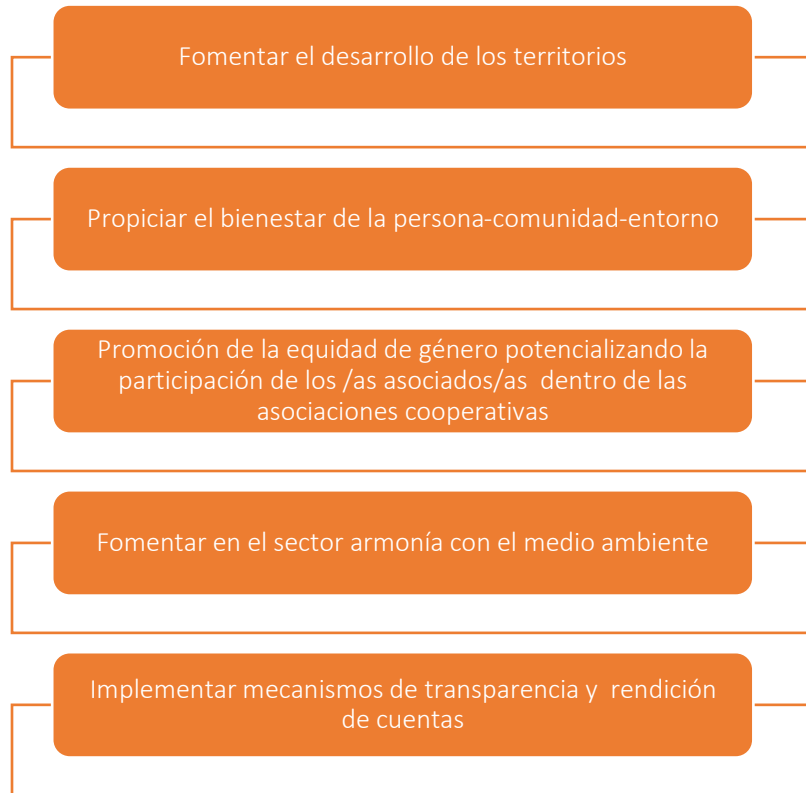 Fomentar el desarrollo de los territorios
Propiciar el bienestar de la persona-comunidad-entorno
Promoción de la equidad de género potencializando la
participación de los /as asociados/as  dentro de las
asociaciones cooperativas
Fomentar en el sector armonía con el medio ambiente
Implementar mecanismos de transparencia y  rendición
de cuentas